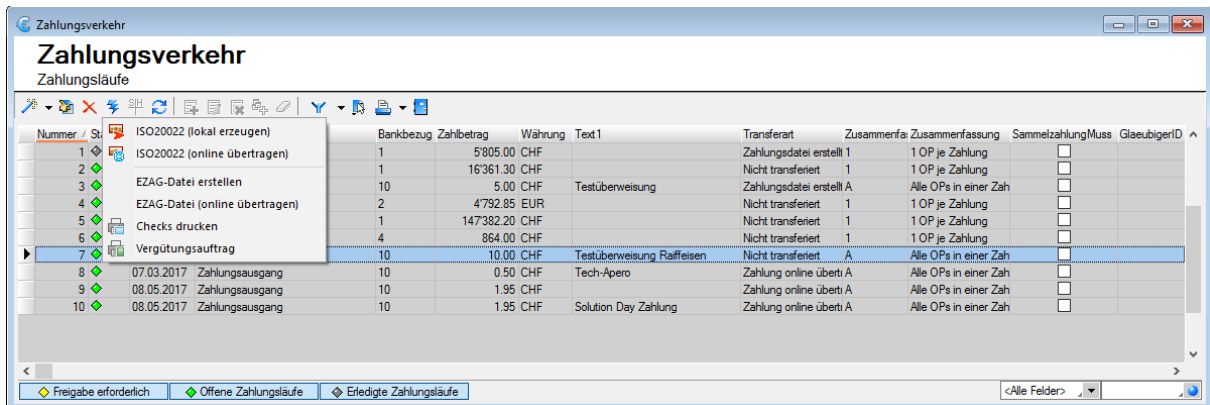 Zahlungsverkehr
Zahlungsverkehr
Zahlungsläufe
Nummer St Bankbezug Zahlbetrag Währung Text1 Transferart Zusammenfa: Zusammenfassung SammelzahlungMuss GlaeubigerID
1 1 5'805.00 CHF Zahlungsdatei erstellt 1 1 OP je Zahlung
2 1 16'361.30 CHF Nicht transferiert 1 1 OP je Zahlung
3 10 5.00 CHF Testüberweisung Zahlungsdatei erstellt A Alle OPs in einer Zah
4 2 4'792.85 EUR Nicht transferiert 1 1 OP je Zahlung
5 1 147'382.20 CHF Nicht transferiert 1 1 OP je Zahlung
6 4 864.00 CHF Nicht transferiert 1 1 OP je Zahlung
7 10 10.00 CHF Testüberweisung Raiffeisen Nicht transferiert A Alle OPs in einer Zah
8 07.03.2017 Zahlungsausgang 10 0.50 CHF Tech-Apero Zahlung online überti A Alle OPs in einer Zah
9 08.05.2017 Zahlungsausgang 10 1.95 CHF Zahlung online überti A Alle OPs in einer Zah
10 08.05.2017 Zahlungsausgang 10 1.95 CHF Solution Day Zahlung Zahlung online überti A Alle OPs in einer Zah
ISO20022 (lokal erzeugen)
ISO20022 (online übertragen)
EZAG-Datei erstellen
EZAG-Datei (online übertragen)
Checks drucken
Vergütungsauftrag
Freigabe erforderlich Offene Zahlungsläufe Erledigte Zahlungsläufe <Alle Felder>